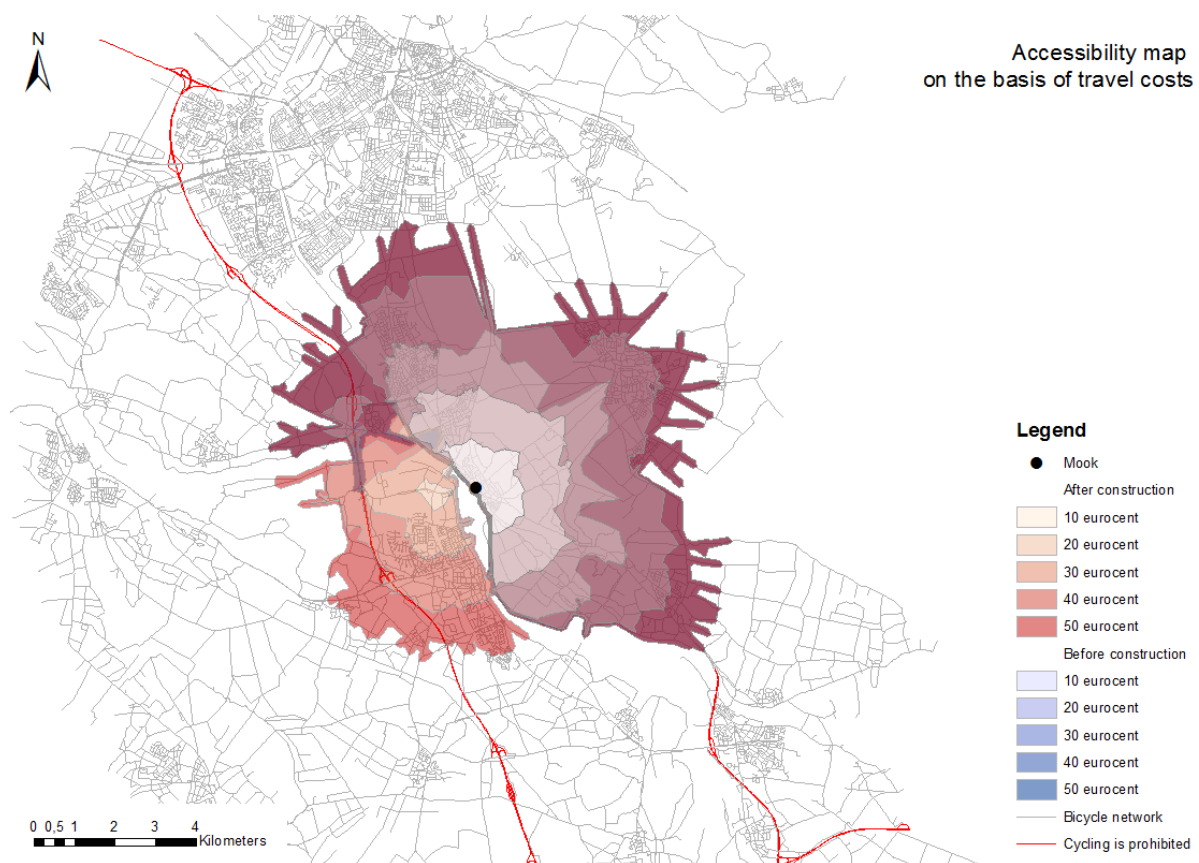 N
Accessibility map
on the basis of travel costs
Legend
Mook
After construction
10 eurocent
20 eurocent
30 eurocent
40 eurocent
50 eurocent
Before construction
10 eurocent
20 eurocent
30 eurocent
40 eurocent
50 eurocent
Bicycle network
Cycling is prohibited
0 0,5 1 2 3 4
Kilometers